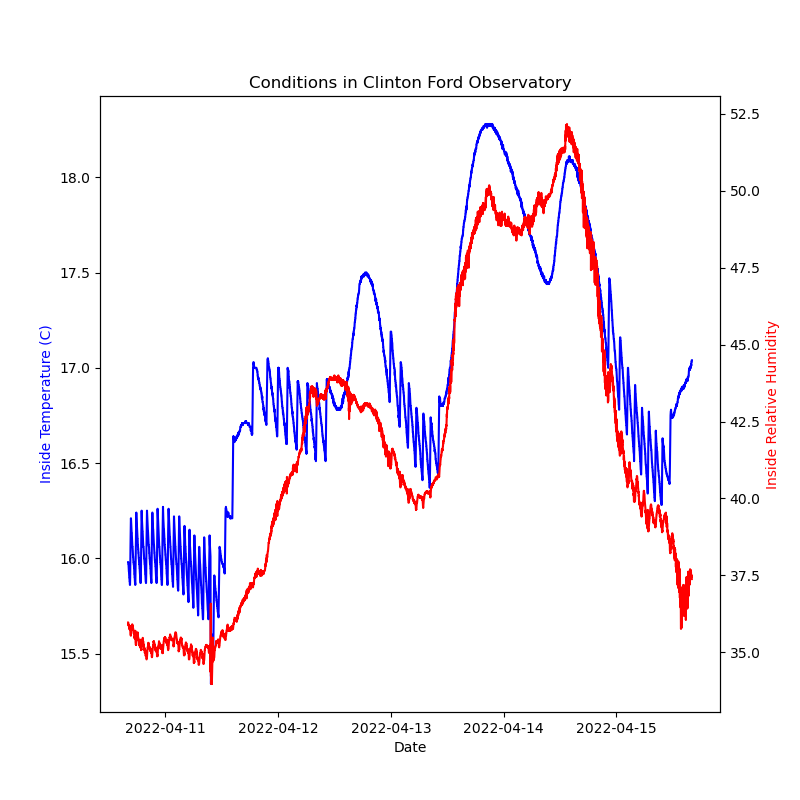 Conditions in Clinton Ford Observatory
Inside Temperature (C)
18.0
17.5
17.0
16.5
16.0
15.5
52.5
50.0
47.5
45.0
42.5
40.0
37.5
35.0
Inside Relative Humidity
2022-04-11 2022-04-12 2022-04-13 2022-04-14 2022-04-15
Date